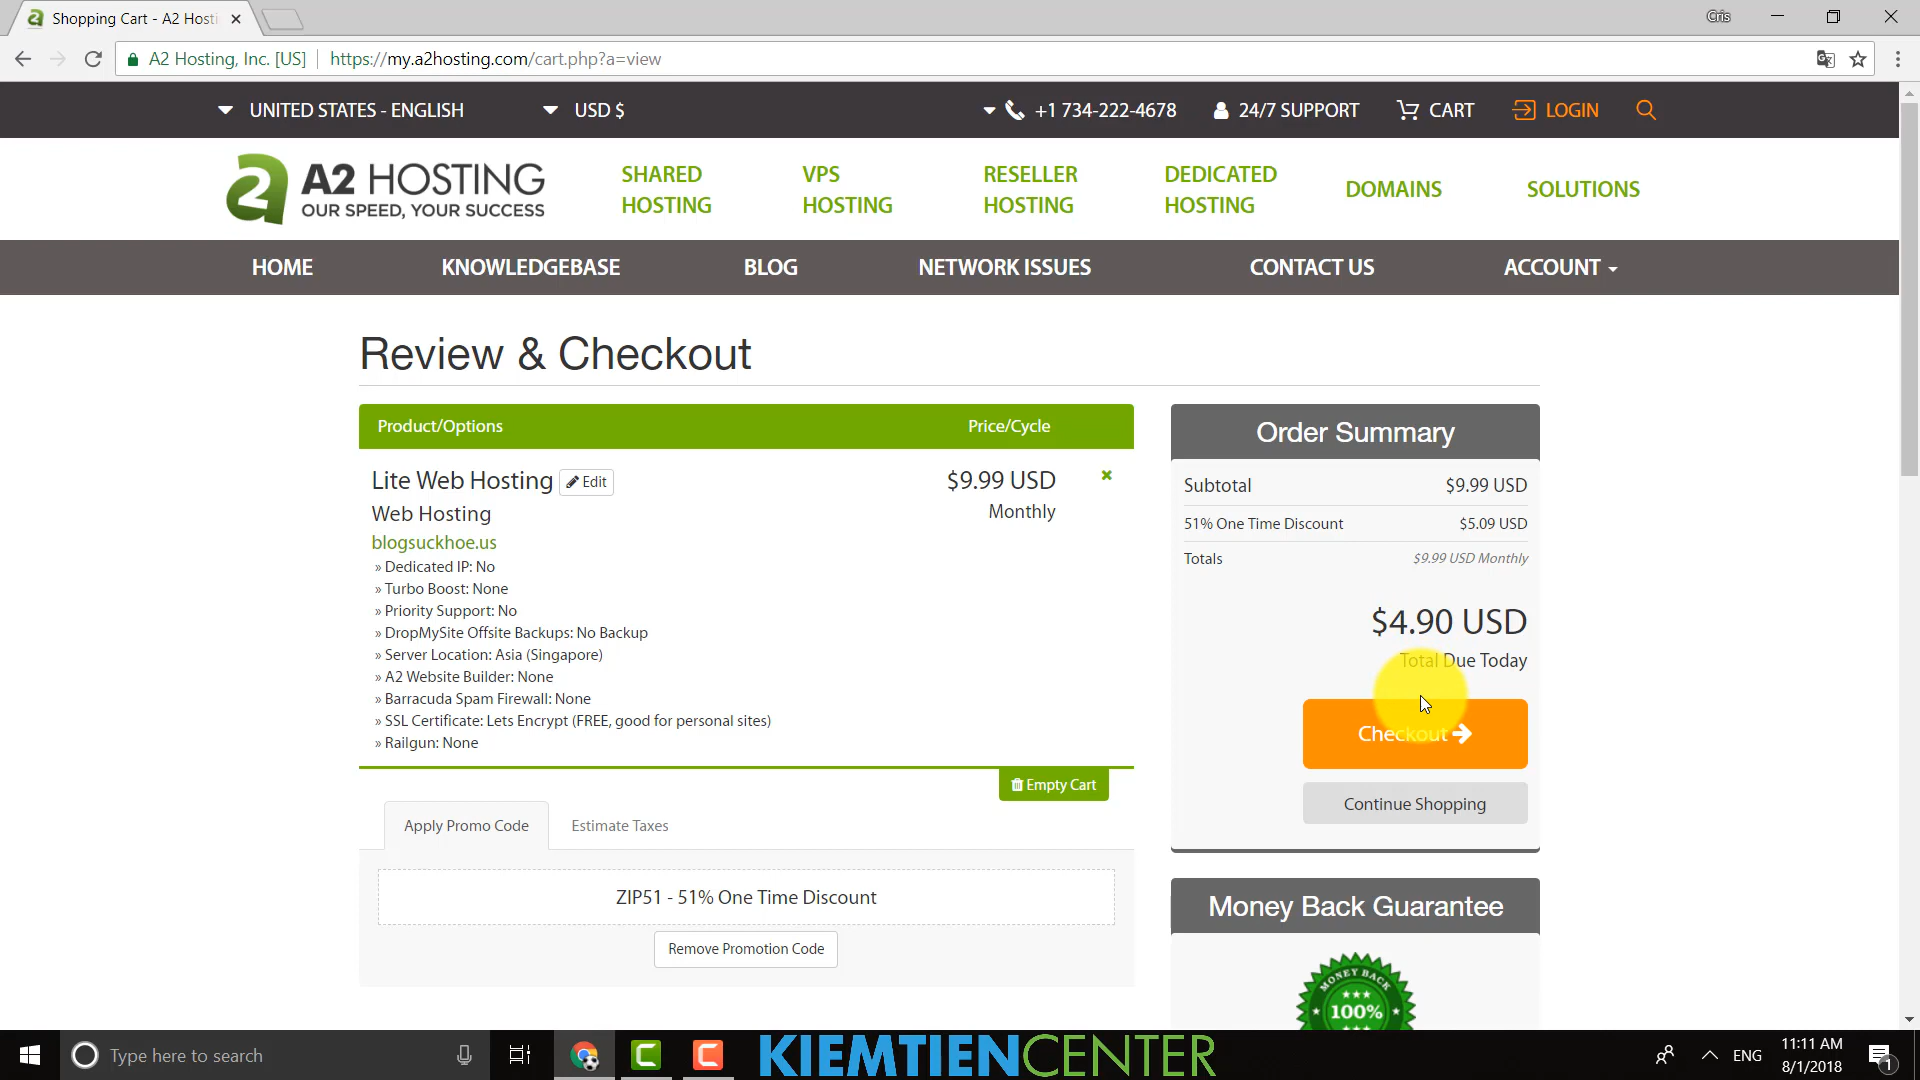 Shopping Cart - A2 Hosti
Cris
A2 Hosting, Inc. [US]
https://my.a2hosting.com/cart.php?a=view
UNITED STATES - ENGLISH
USD $
+1 734-222-4678
24/7 SUPPORT
CART
LOGIN
A2 HOSTING
OUR SPEED, YOUR SUCCESS
SHARED
HOSTING
VPS
HOSTING
RESELLER
HOSTING
DEDICATED
HOSTING
DOMAINS
SOLUTIONS
HOME
KNOWLEDGEBASE
BLOG
NETWORK ISSUES
CONTACT US
ACCOUNT
Review & Checkout
Product/Options
Price/Cycle
Lite Web Hosting
Edit
$9.99 USD
Web Hosting
Monthly
blogsuckhoe.us
» Dedicated IP: No
» Turbo Boost: None
» Priority Support: No
» DropMySite Offsite Backups: No Backup
» Server Location: Asia (Singapore)
» A2 Website Builder: None
» Barracuda Spam Firewall: None
» SSL Certificate: Lets Encrypt (FREE, good for personal sites)
» Railgun: None
Empty Cart
Apply Promo Code
Estimate Taxes
ZIP51 - 51% One Time Discount
Remove Promotion Code
Order Summary
Subtotal $9.99 USD
51% One Time Discount $5.09 USD
Totals $9.99 USD Monthly
$4.90 USD
Total Due Today
Checkout
Continue Shopping
Money Back Guarantee
MONEY BACK
100%
Type here to search
KIEMTIENCENTER
ENG
11:11 AM
8/1/2018
1